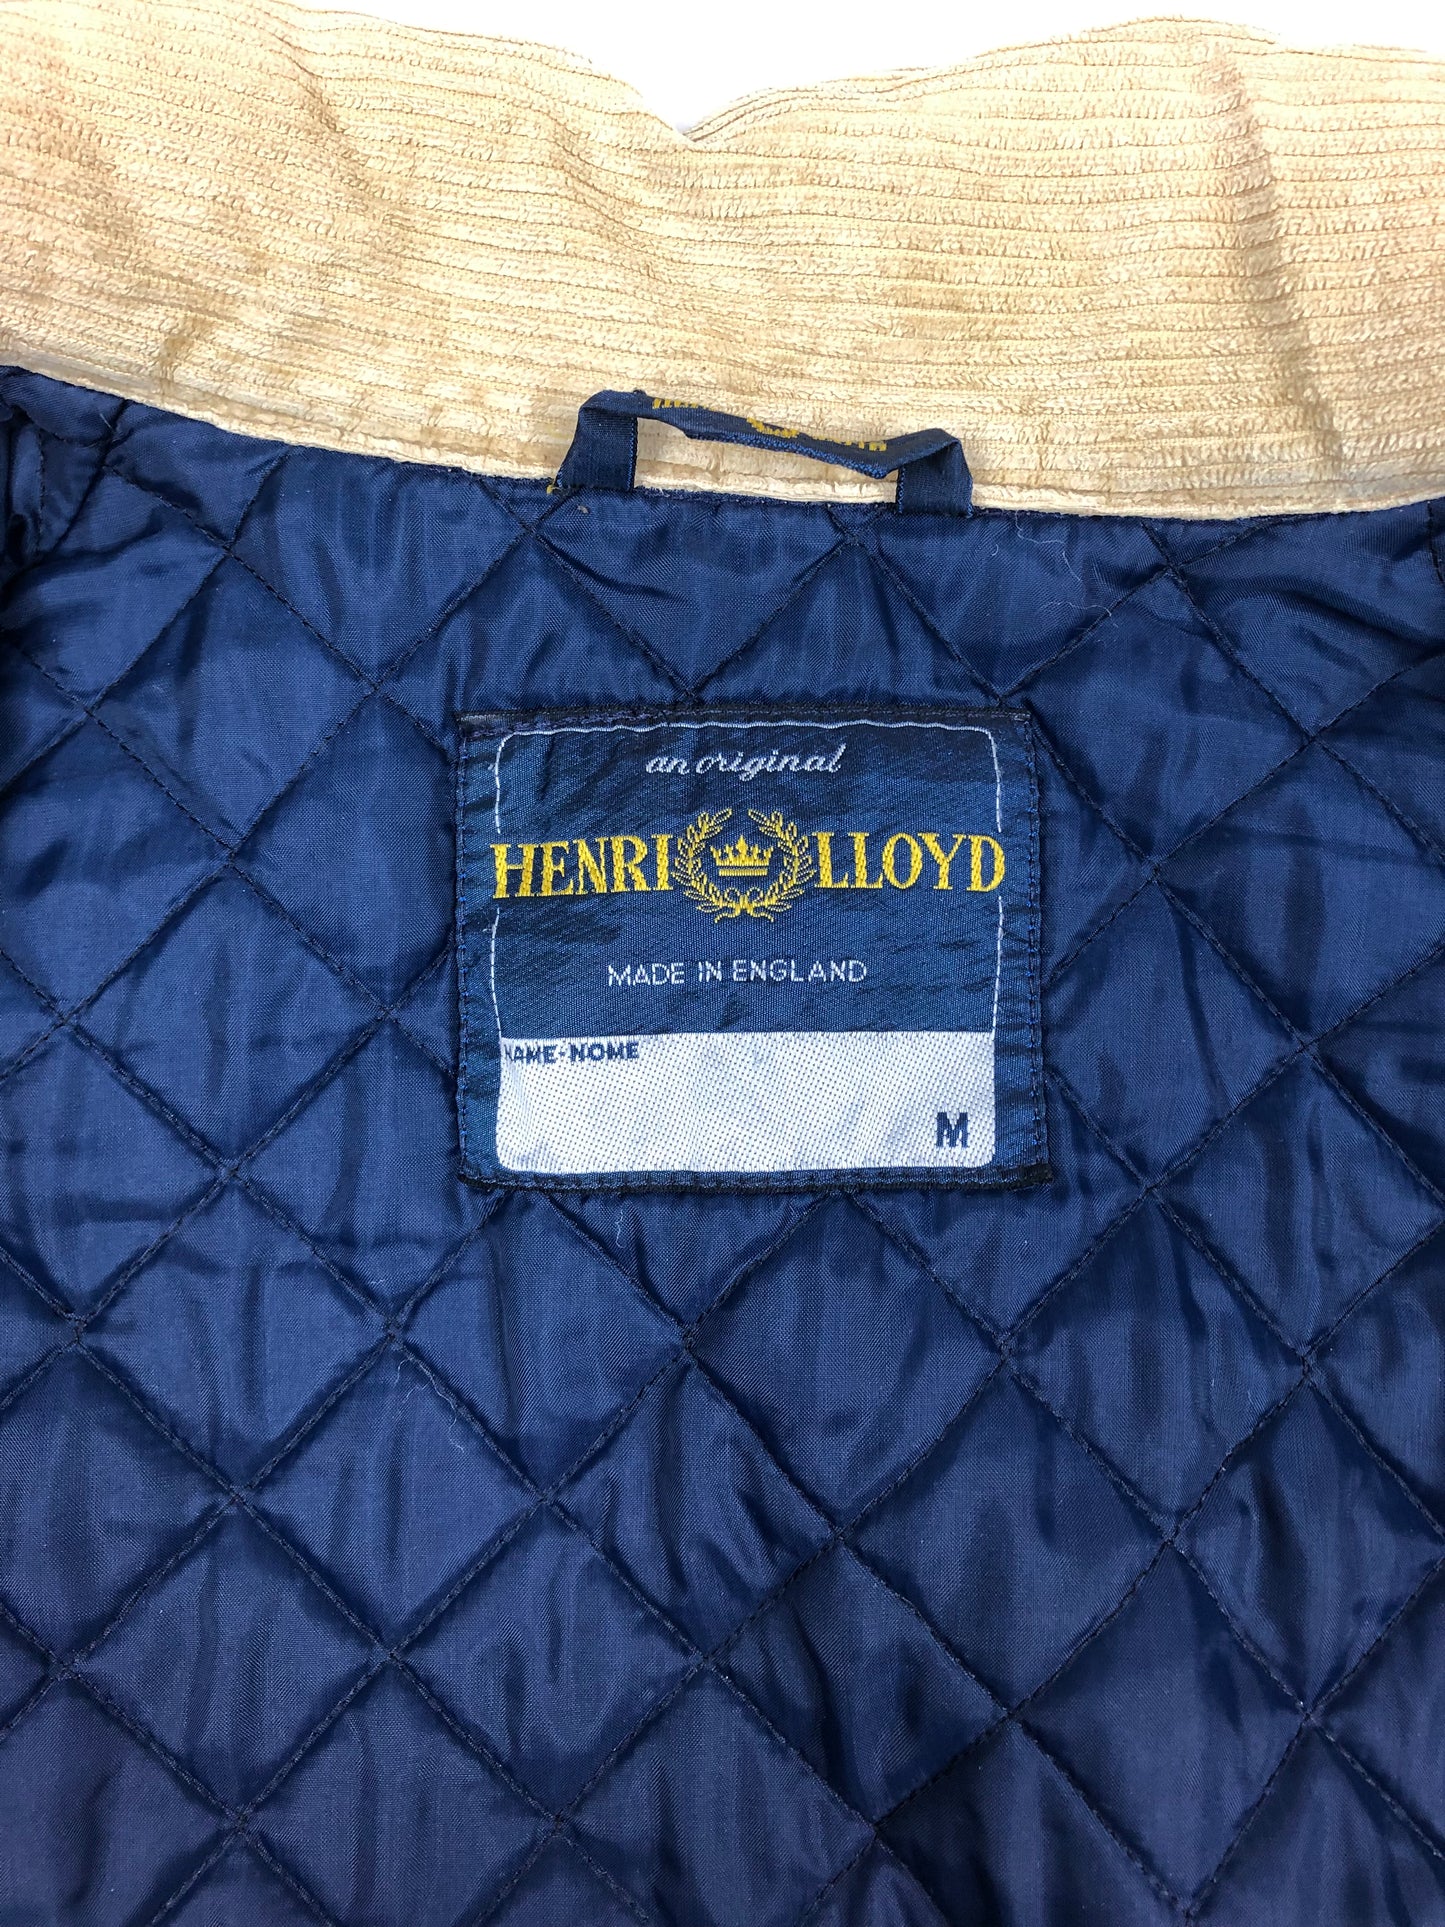 an original
HENRI LLOYD
MADE IN ENGLAND
NAME-NOME
M